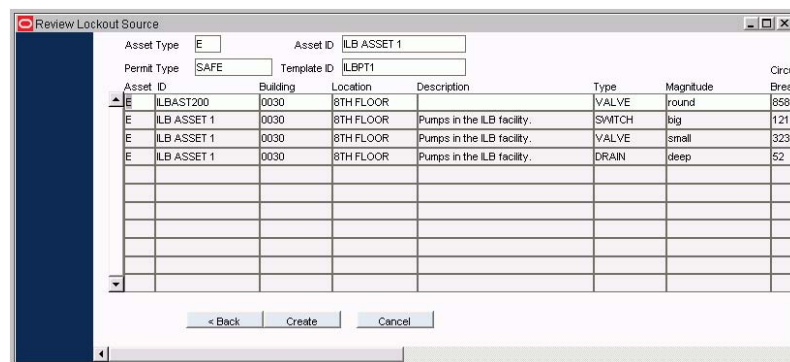 Review Lockout Source
Asset Type E Asset ID ILB ASSET 1
Permit Type SAFE Template ID ILBPT1
Circu
Asset ID Building Location Description Type Magnitude Brea
E ILBAST200 0030 8TH FLOOR VALVE round 858
E ILB ASSET 1 0030 8TH FLOOR Pumps in the ILB facility. SWITCH big 121
E ILB ASSET 1 0030 8TH FLOOR Pumps in the ILB facility. VALVE small 323
E ILB ASSET 1 0030 8TH FLOOR Pumps in the ILB facility. DRAIN deep 52
< Back Create Cancel